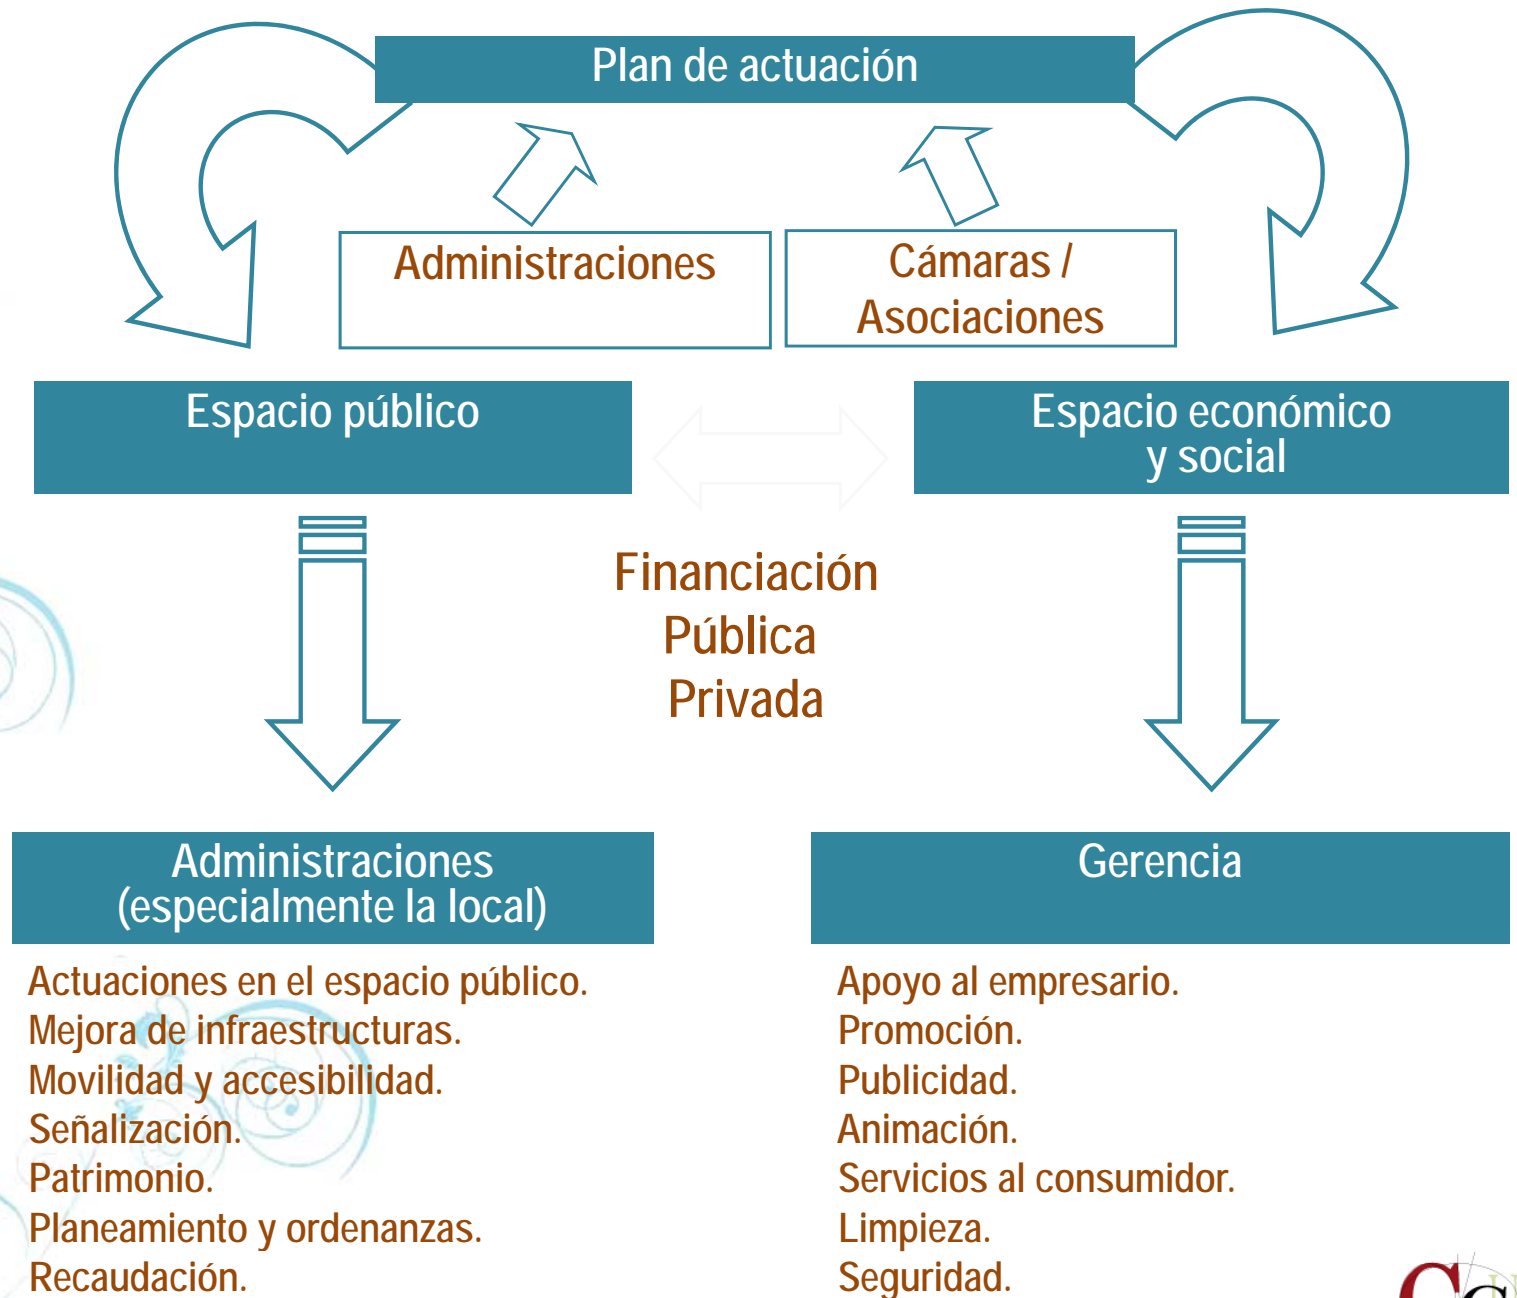 Plan de actuación
Administraciones
Cámaras /
Asociaciones
Espacio público
Espacio económico
y social
Financiación
Pública
Privada
Administraciones
(especialmente la local)
Actuaciones en el espacio público.
Mejora de infraestructuras.
Movilidad y accesibilidad.
Señalización.
Patrimonio.
Planeamiento y ordenanzas.
Recaudación.
Gerencia
Apoyo al empresario.
Promoción.
Publicidad.
Animación.
Servicios al consumidor.
Limpieza.
Seguridad.